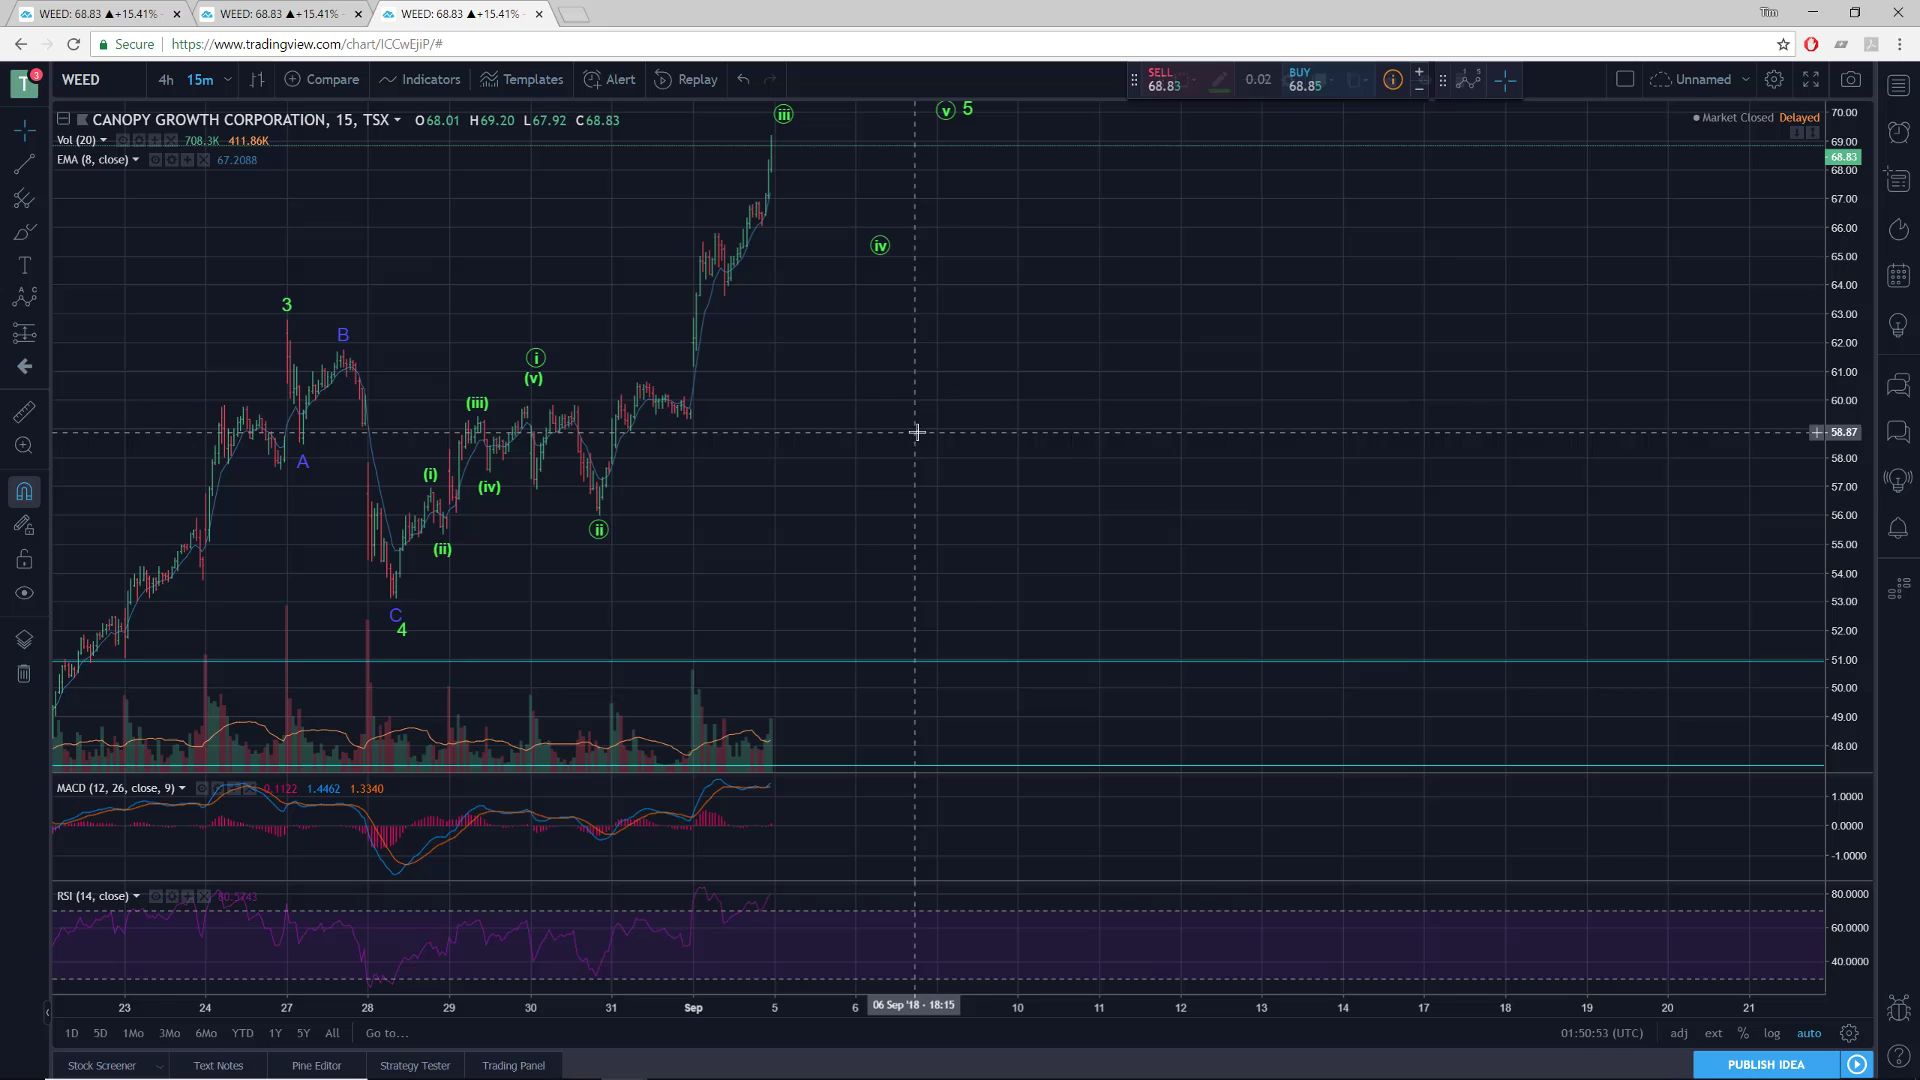 WEED: 68.83 ▲+15.41%
WEED: 68.83 ▲+15.41%
WEED: 68.83 ▲+15.41%
Tim
Secure
https://www.tradingview.com/chart/ICCwEjiP/#
T 3
WEED 4h 15m Compare Indicators Templates Alert Replay
SELL 68.83 0.02 BUY 68.85
Unnamed
CANOPY GROWTH CORPORATION, 15, TSX O68.01 H69.20 L67.92 C68.83
Market Closed Delayed
Vol (20) 708.3K 411.86K
EMA (8, close) 67.2088
iii
v 5
iv
3
B
A
C
4
i
(v)
(iii)
(i)
(iv)
(ii)
ii
70.00
69.00
68.83
68.00
67.00
66.00
65.00
64.00
63.00
62.00
61.00
60.00
58.87
58.00
57.00
56.00
55.00
54.00
53.00
52.00
51.00
50.00
49.00
48.00
MACD (12, 26, close, 9) 0.1122 1.4462 1.3340
1.0000
0.0000
-1.0000
RSI (14, close) 80.5743
80.0000
60.0000
40.0000
23 24 27 28 29 30 31 Sep 5 6 06 Sep '18 - 18:15 10 11 12 13 14 17 18 19 20 21
1D 5D 1Mo 3Mo 6Mo YTD 1Y 5Y All Go to...
01:50:53 (UTC) adj ext % log auto
Stock Screener Text Notes Pine Editor Strategy Tester Trading Panel
PUBLISH IDEA